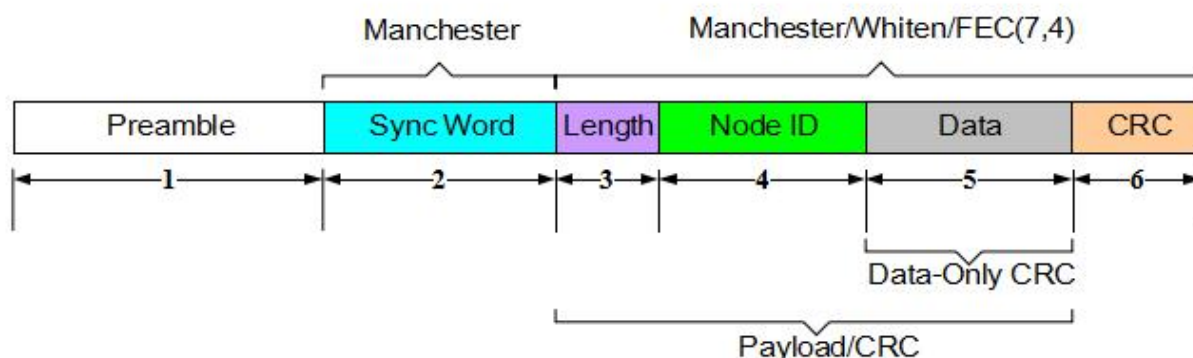 Manchester
Manchester/Whiten/FEC(7,4)
Preamble
Sync Word
Length
Node ID
Data
CRC
1
2
3
4
5
6
Data-Only CRC
Payload/CRC